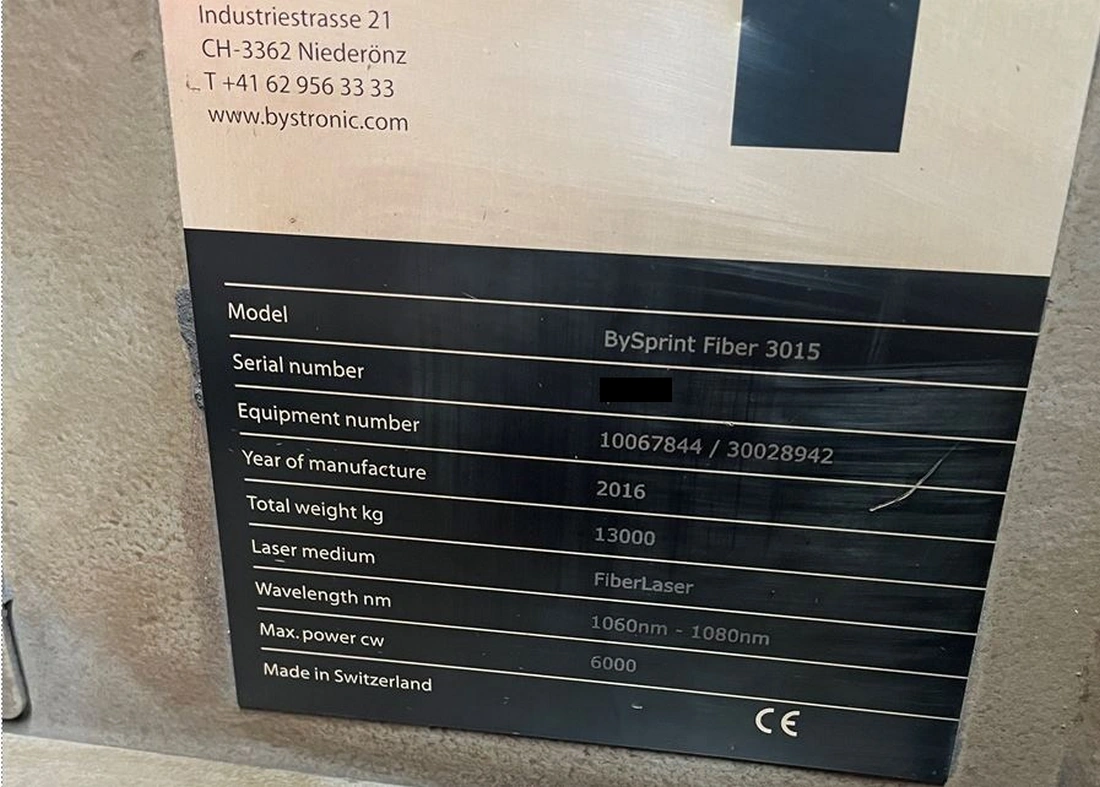 Industriestrasse 21
CH-3362 Niederönz
T +41 62 956 33 33
www.bystronic.com
Model BySprint Fiber 3015
Serial number
Equipment number 10067844 / 30028942
Year of manufacture 2016
Total weight kg 13000
Laser medium FiberLaser
Wavelength nm 1060nm - 1080nm
Max. power cw 6000
Made in Switzerland
CE